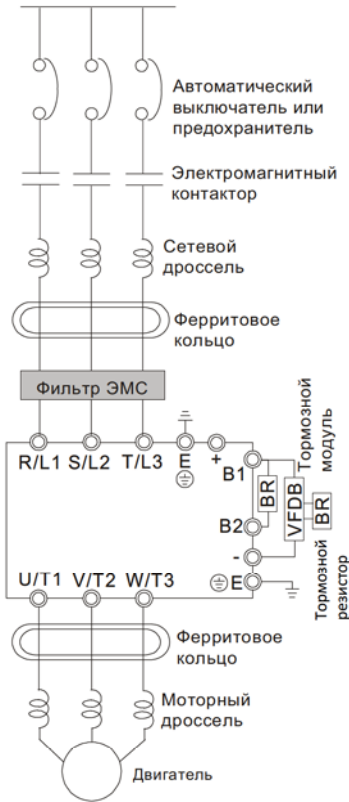 Автоматический
выключатель или
предохранитель
Электромагнитный
контактор
Сетевой
дроссель
Ферритовое
кольцо
Фильтр ЭМС
R/L1 S/L2 T/L3 E +
B1
BR
VFDB
BR
Тормозной
модуль
B2
-
E
Тормозной
резистор
U/T1 V/T2 W/T3
Ферритовое
кольцо
Моторный
дроссель
Двигатель